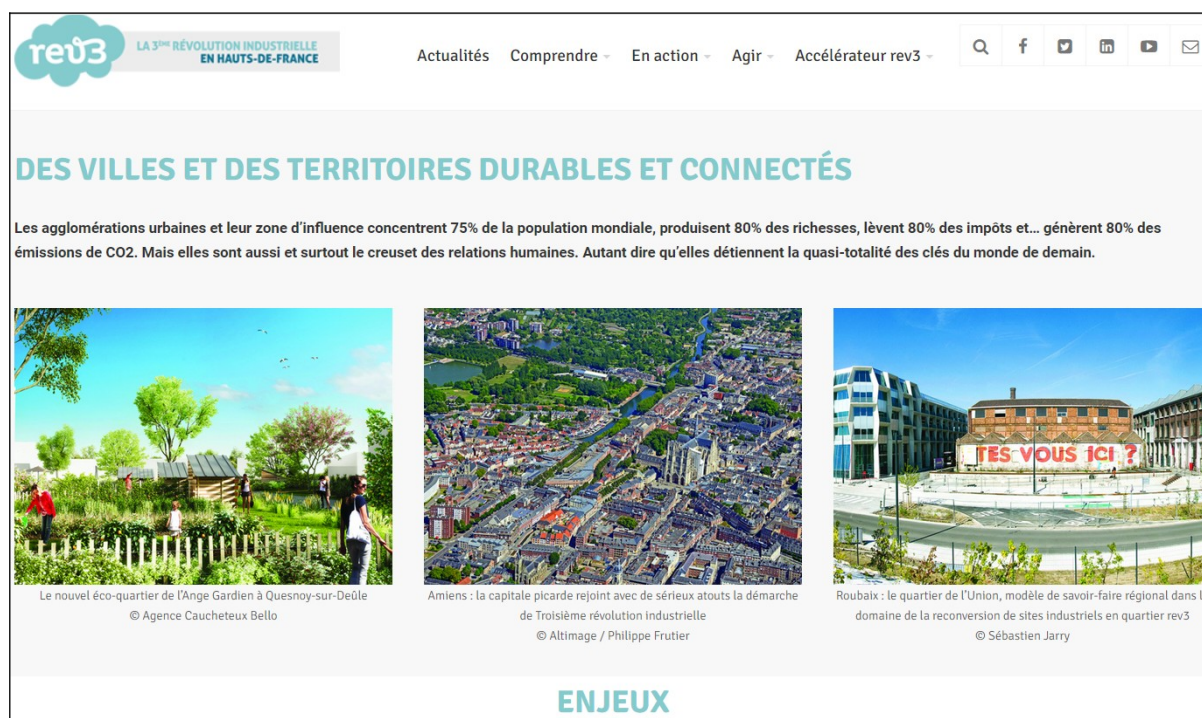 rev3
LA 3ÈME RÉVOLUTION INDUSTRIELLE
EN HAUTS-DE-FRANCE
Actualités Comprendre En action Agir Accélérateur rev3
DES VILLES ET DES TERRITOIRES DURABLES ET CONNECTÉS
Les agglomérations urbaines et leur zone d'influence concentrent 75% de la population mondiale, produisent 80% des richesses, lèvent 80% des impôts et… génèrent 80% des
émissions de CO2. Mais elles sont aussi et surtout le creuset des relations humaines. Autant dire qu'elles détiennent la quasi-totalité des clés du monde de demain.
TES VOUS ICI ?
Le nouvel éco-quartier de l'Ange Gardien à Quesnoy-sur-Deûle
© Agence Caucheteux Bello
Amiens : la capitale picarde rejoint avec de sérieux atouts la démarche
de Troisième révolution industrielle
© Altimage / Philippe Frutier
Roubaix : le quartier de l'Union, modèle de savoir-faire régional dans l
domaine de la reconversion de sites industriels en quartier rev3
© Sébastien Jarry
ENJEUX